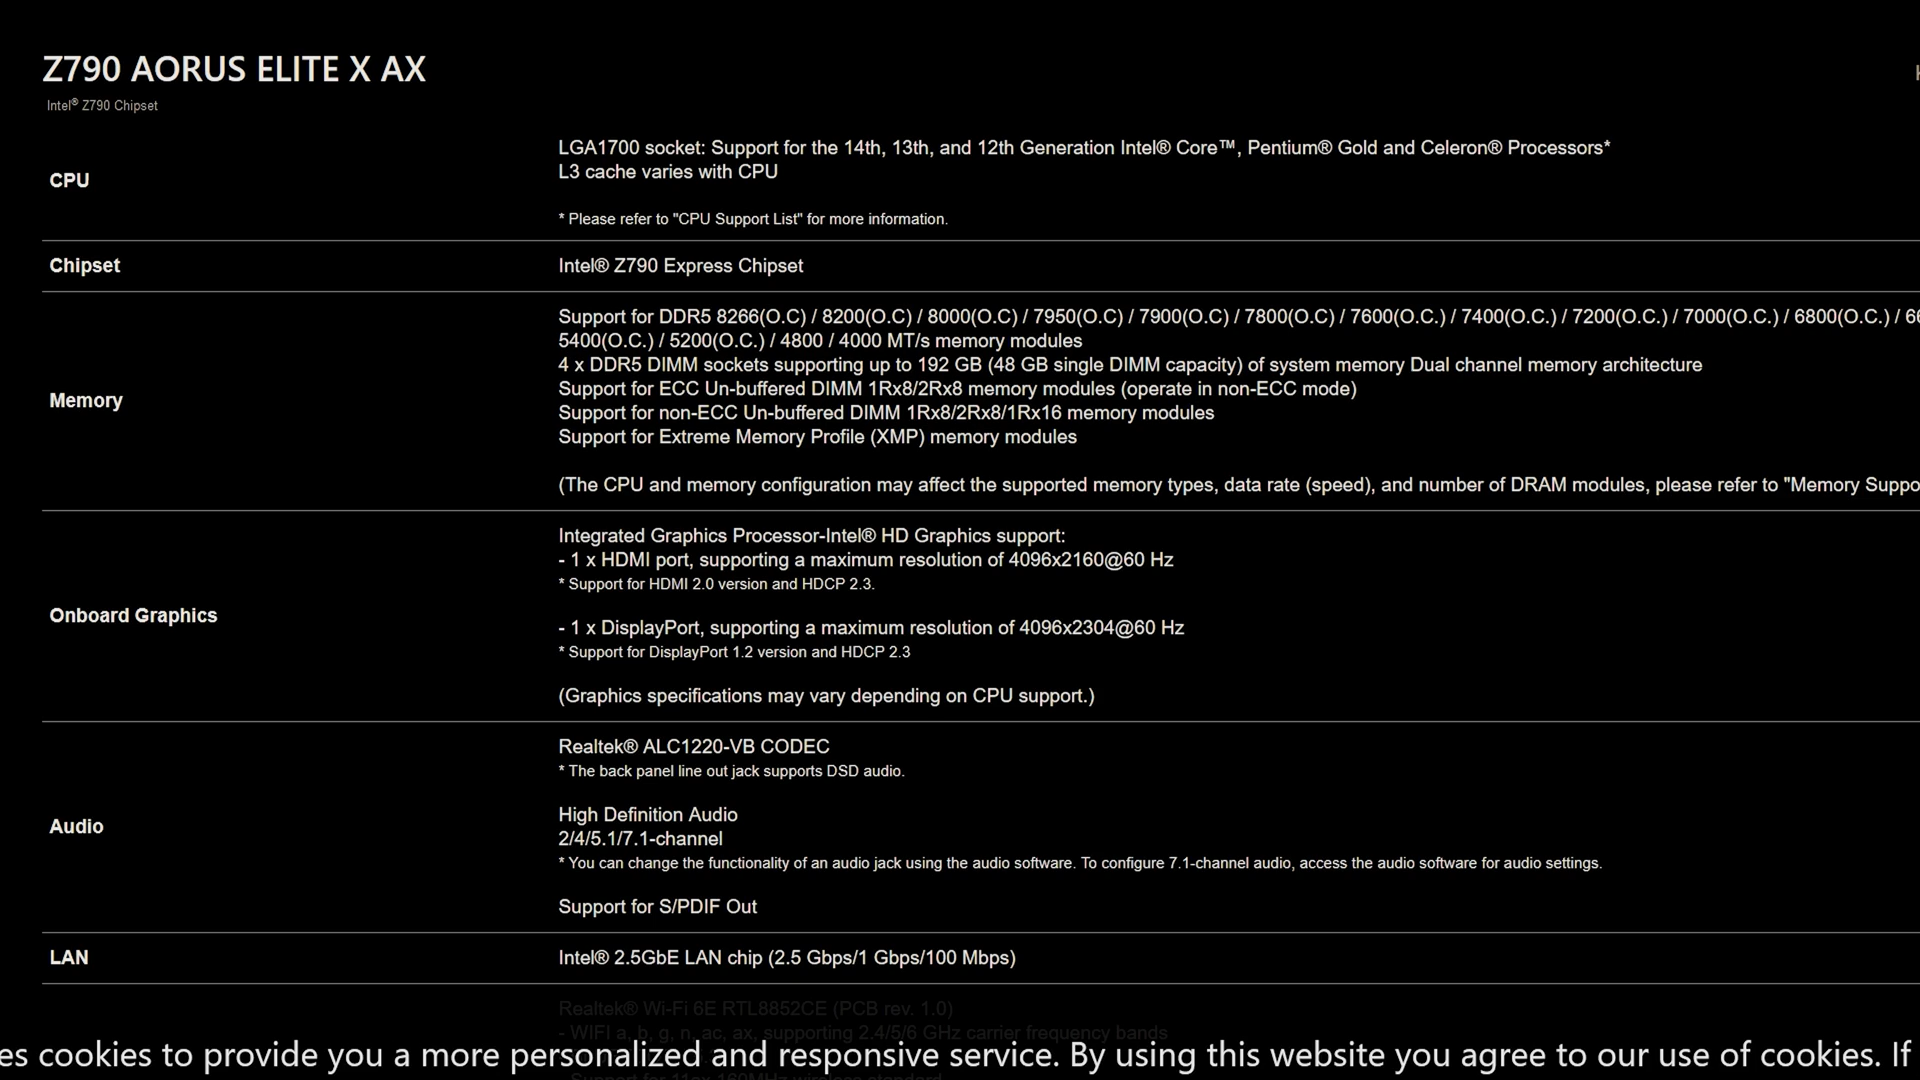 Z790 AORUS ELITE X AX
Intel® Z790 Chipset
CPU
LGA1700 socket: Support for the 14th, 13th, and 12th Generation Intel® Core™, Pentium® Gold and Celeron® Processors*
L3 cache varies with CPU
* Please refer to "CPU Support List" for more information.
Chipset
Intel® Z790 Express Chipset
Memory
Support for DDR5 8266(O.C) / 8200(O.C) / 8000(O.C) / 7950(O.C) / 7900(O.C) / 7800(O.C) / 7600(O.C.) / 7400(O.C.) / 7200(O.C.) / 7000(O.C.) / 6800(O.C.) /
5400(O.C.) / 5200(O.C.) / 4800 / 4000 MT/s memory modules
4 x DDR5 DIMM sockets supporting up to 192 GB (48 GB single DIMM capacity) of system memory Dual channel memory architecture
Support for ECC Un-buffered DIMM 1Rx8/2Rx8 memory modules (operate in non-ECC mode)
Support for non-ECC Un-buffered DIMM 1Rx8/2Rx8/1Rx16 memory modules
Support for Extreme Memory Profile (XMP) memory modules
(The CPU and memory configuration may affect the supported memory types, data rate (speed), and number of DRAM modules, please refer to "Memory Suppo
Onboard Graphics
Integrated Graphics Processor-Intel® HD Graphics support:
- 1 x HDMI port, supporting a maximum resolution of 4096x2160@60 Hz
* Support for HDMI 2.0 version and HDCP 2.3.
- 1 x DisplayPort, supporting a maximum resolution of 4096x2304@60 Hz
* Support for DisplayPort 1.2 version and HDCP 2.3
(Graphics specifications may vary depending on CPU support.)
Audio
Realtek® ALC1220-VB CODEC
* The back panel line out jack supports DSD audio.
High Definition Audio
2/4/5.1/7.1-channel
* You can change the functionality of an audio jack using the audio software. To configure 7.1-channel audio, access the audio software for audio settings.
Support for S/PDIF Out
LAN
Intel® 2.5GbE LAN chip (2.5 Gbps/1 Gbps/100 Mbps)
Realtek® Wi-Fi 6E RTL8852CE (PCB rev. 1.0)
- WIFI a, b, g, n, ac, ax, supporting 2.4/5/6 GHz carrier frequency bands
es cookies to provide you a more personalized and responsive service. By using this website you agree to our use of cookies. If